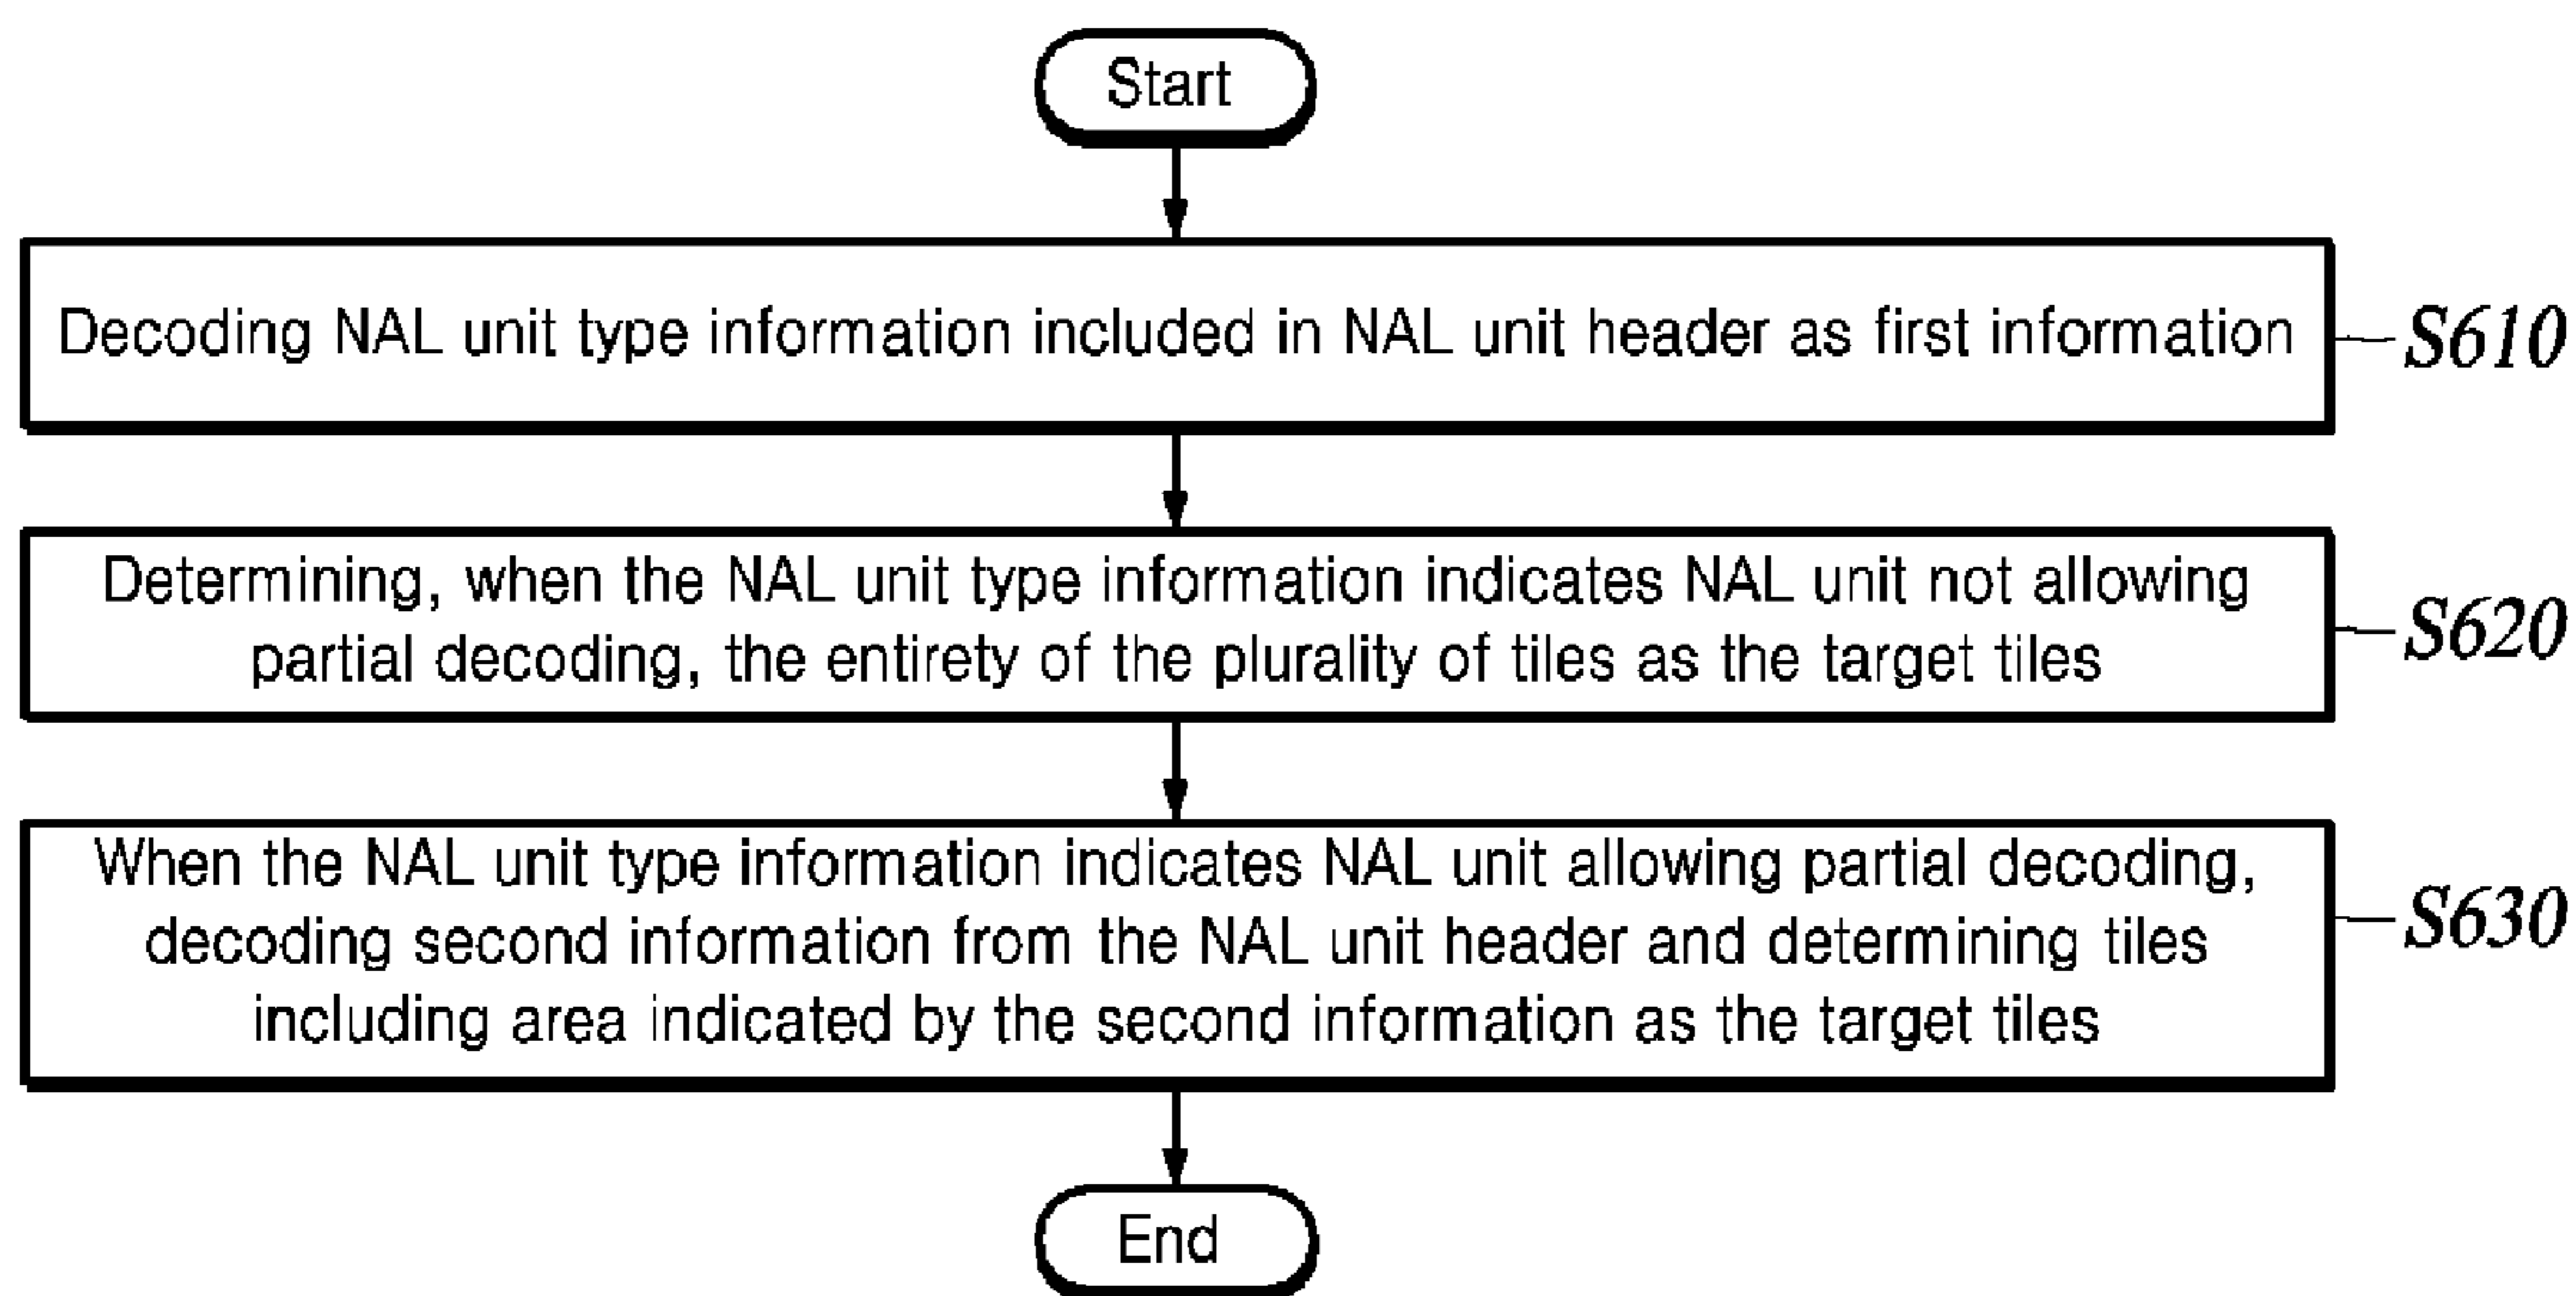 Start
Decoding NAL unit type information included in NAL unit header as first information
S610
Determining, when the NAL unit type information indicates NAL unit not allowing
partial decoding, the entirety of the plurality of tiles as the target tiles
S620
When the NAL unit type information indicates NAL unit allowing partial decoding,
decoding second information from the NAL unit header and determining tiles
including area indicated by the second information as the target tiles
S630
End